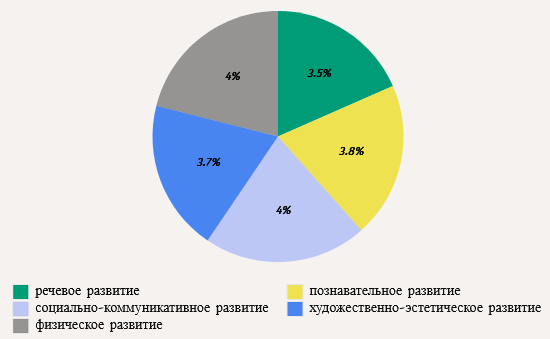 4%
3.5%
3.8%
3.7%
4%
речевое развитие
познавательное развитие
социально-коммуникативное развитие
художественно-эстетическое развитие
физическое развитие